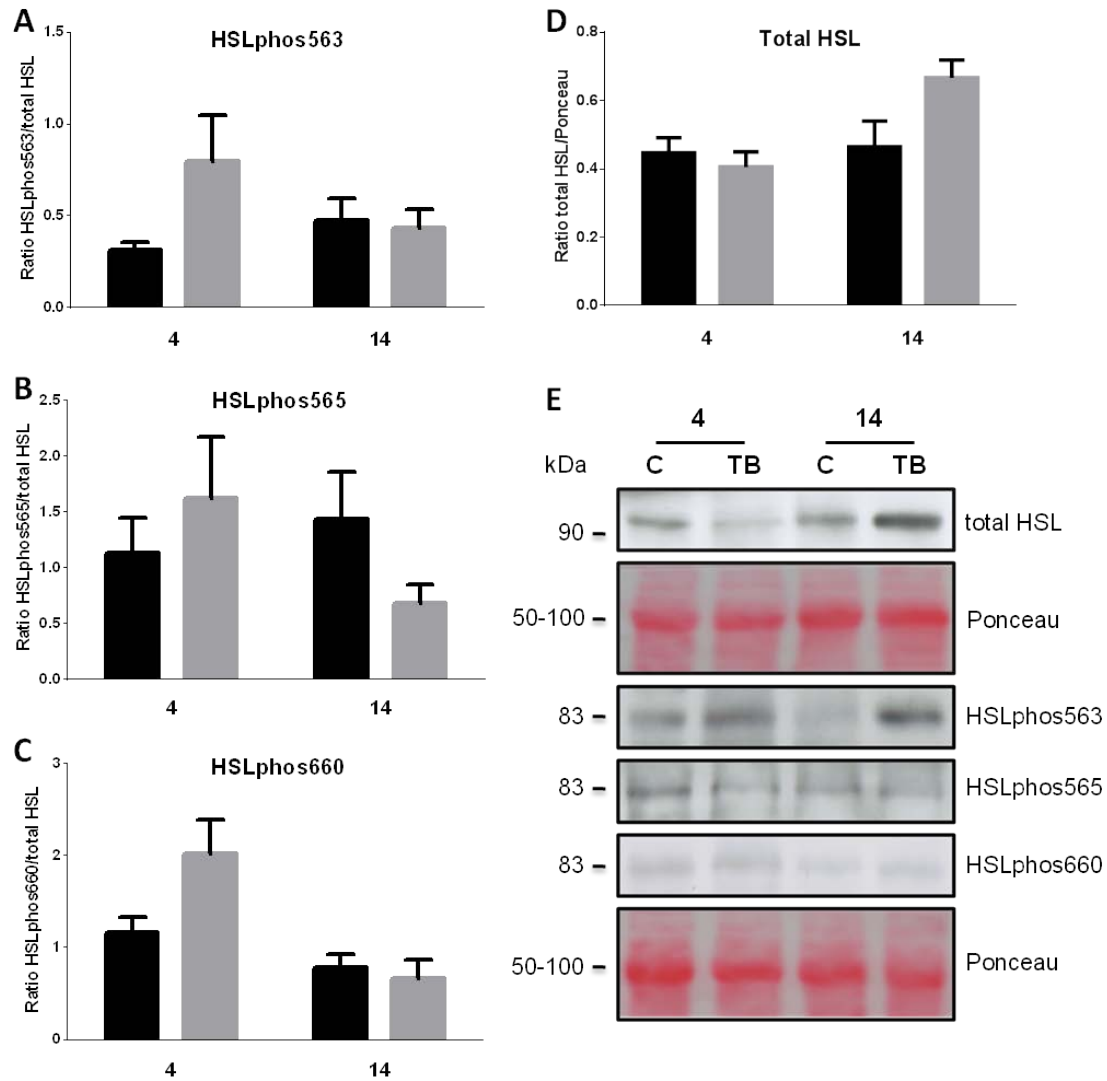 A
HSLphos563
Ratio HSLphos563/total HSL
1.5
1.0
0.5
0.0
4 14
B
HSLphos565
Ratio HSLphos565/total HSL
2.5
2.0
1.5
1.0
0.5
0.0
4 14
C
HSLphos660
Ratio HSLphos660/total HSL
3
2
1
0
4 14
D
Total HSL
Ratio total HSL/Ponceau
0.8
0.6
0.4
0.2
0.0
4 14
E
4 14
kDa C TB C TB
90 total HSL
50-100 Ponceau
83 HSLphos563
83 HSLphos565
83 HSLphos660
50-100 Ponceau